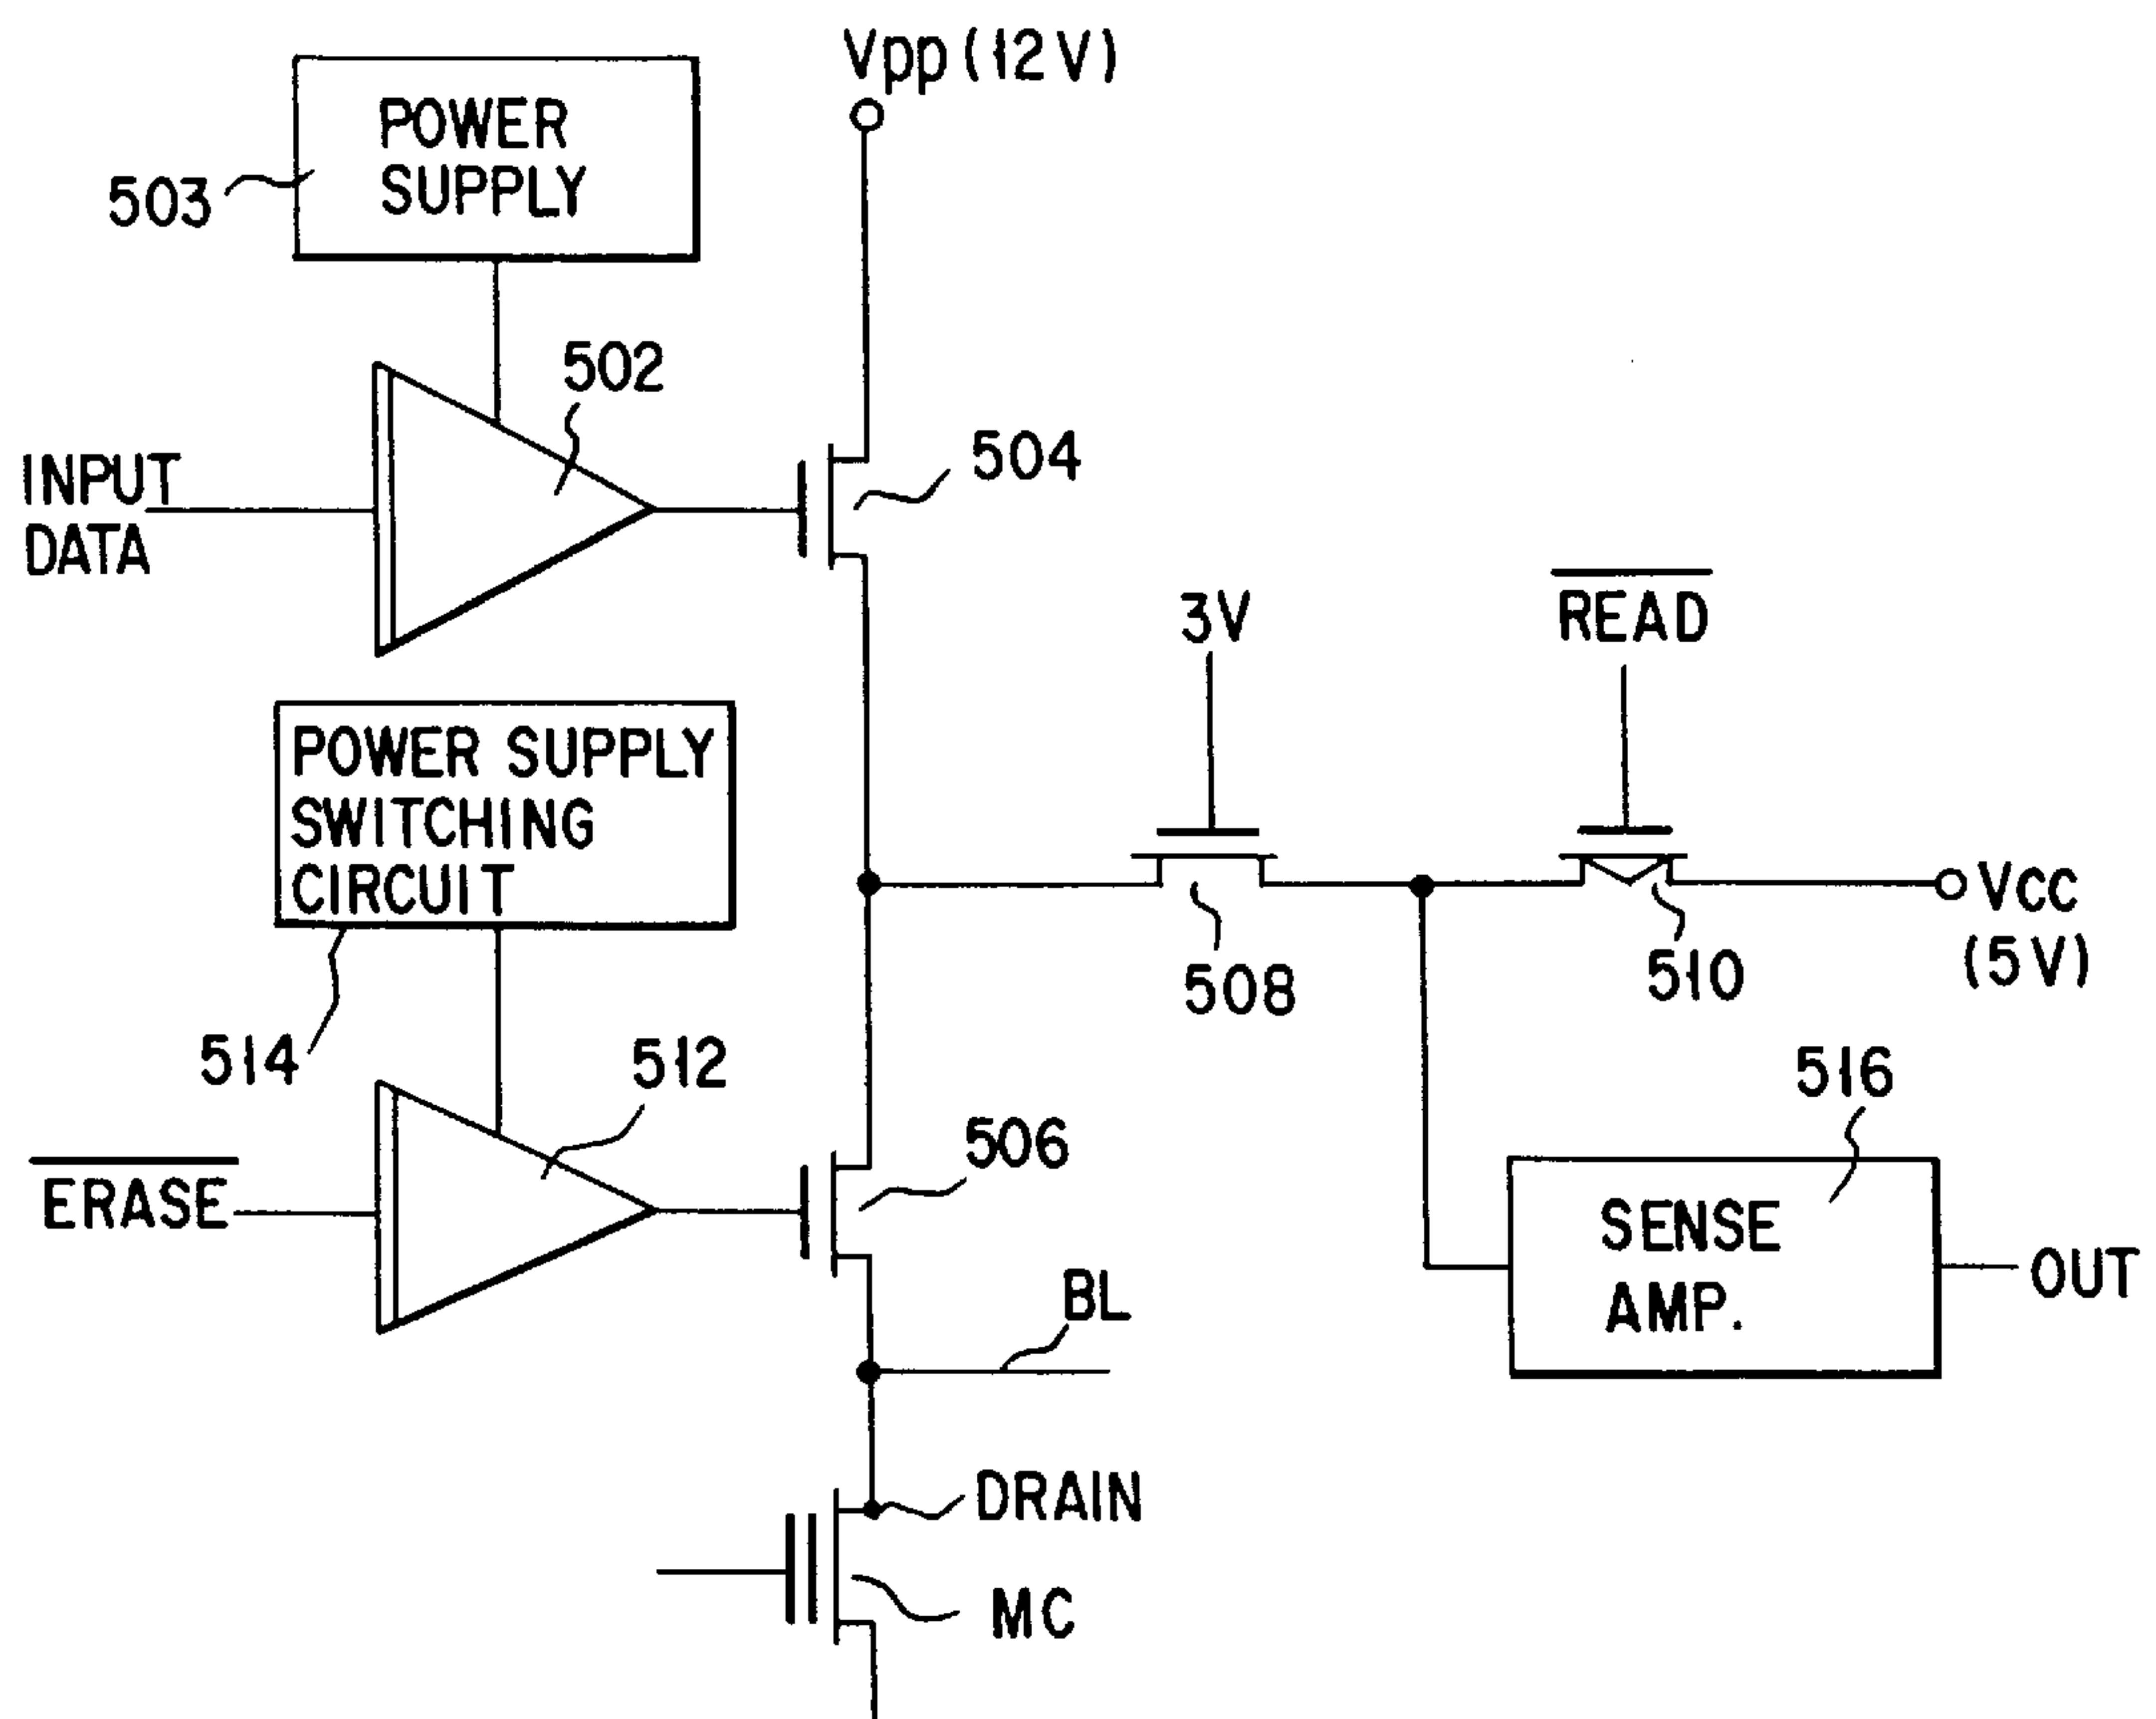 Vpp (12V)
POWER
SUPPLY
503
502
504
INPUT
DATA
3V
READ
POWER SUPPLY
SWITCHING
CIRCUIT
VCC
(5V)
508
510
514
512
516
506
ERASE
SENSE
AMP.
OUT
BL
DRAIN
MC